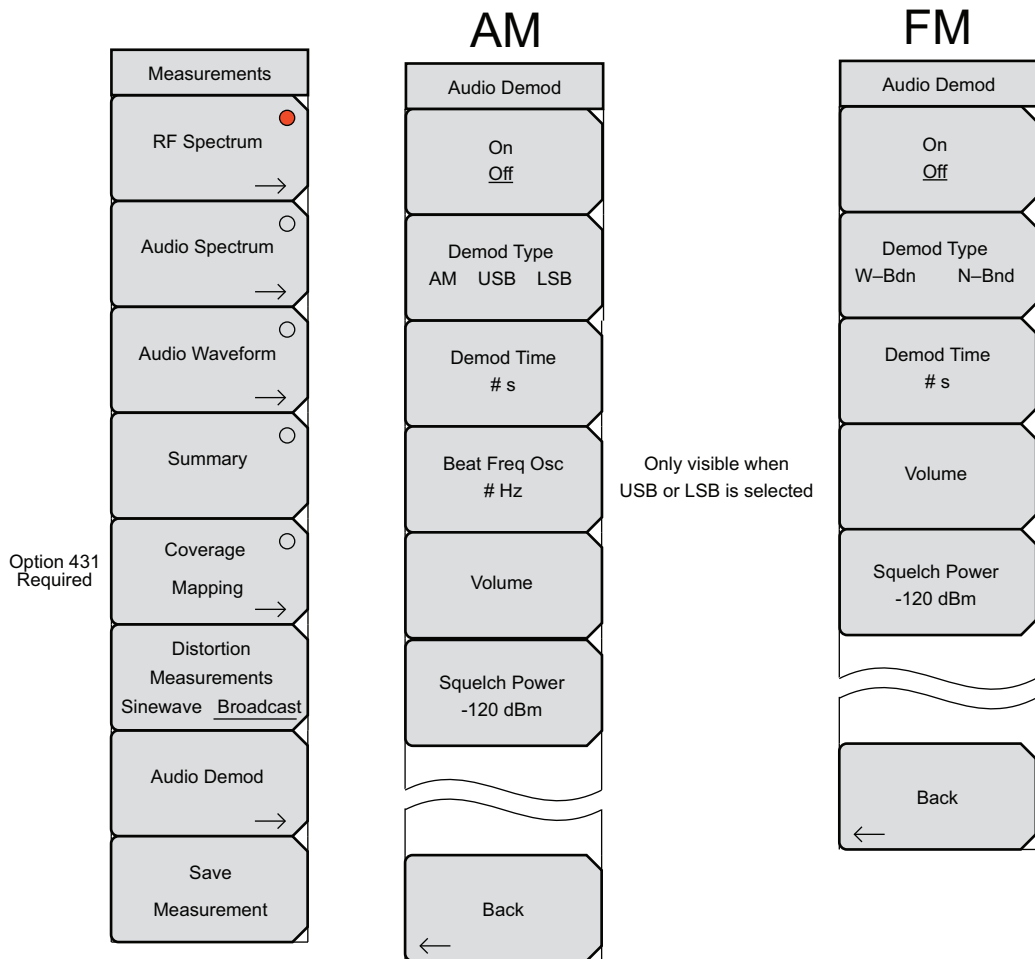 Measurements
RF Spectrum
Audio Spectrum
Audio Waveform
Summary
Option 431
Required
Coverage
Mapping
Distortion
Measurements
Sinewave Broadcast
Audio Demod
Save
Measurement
AM
Audio Demod
On
Off
Demod Type
AM USB LSB
Demod Time
# s
Beat Freq Osc
# Hz
Only visible when
USB or LSB is selected
Volume
Squelch Power
-120 dBm
Back
FM
Audio Demod
On
Off
Demod Type
W–Bdn N–Bnd
Demod Time
# s
Volume
Squelch Power
-120 dBm
Back